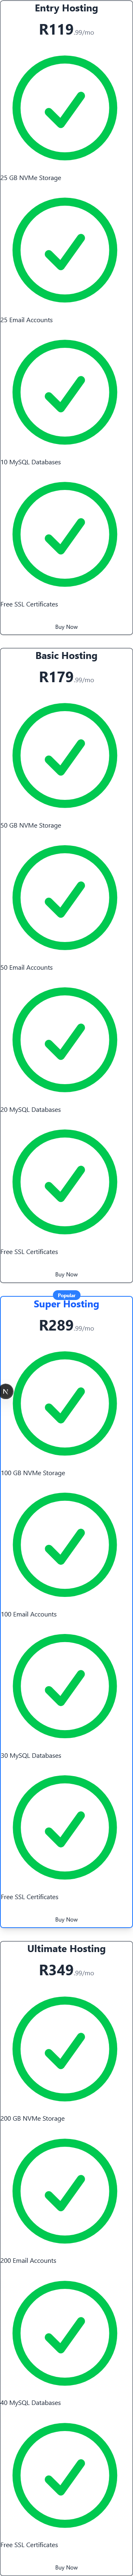 Entry Hosting
R119.99/mo
25 GB NVMe Storage
25 Email Accounts
10 MySQL Databases
Free SSL Certificates
Buy Now
Basic Hosting
R179.99/mo
50 GB NVMe Storage
50 Email Accounts
20 MySQL Databases
Free SSL Certificates
Buy Now
Popular
Super Hosting
R289.99/mo
N
100 GB NVMe Storage
100 Email Accounts
30 MySQL Databases
Free SSL Certificates
Buy Now
Ultimate Hosting
R349.99/mo
200 GB NVMe Storage
200 Email Accounts
40 MySQL Databases
Free SSL Certificates
Buy Now